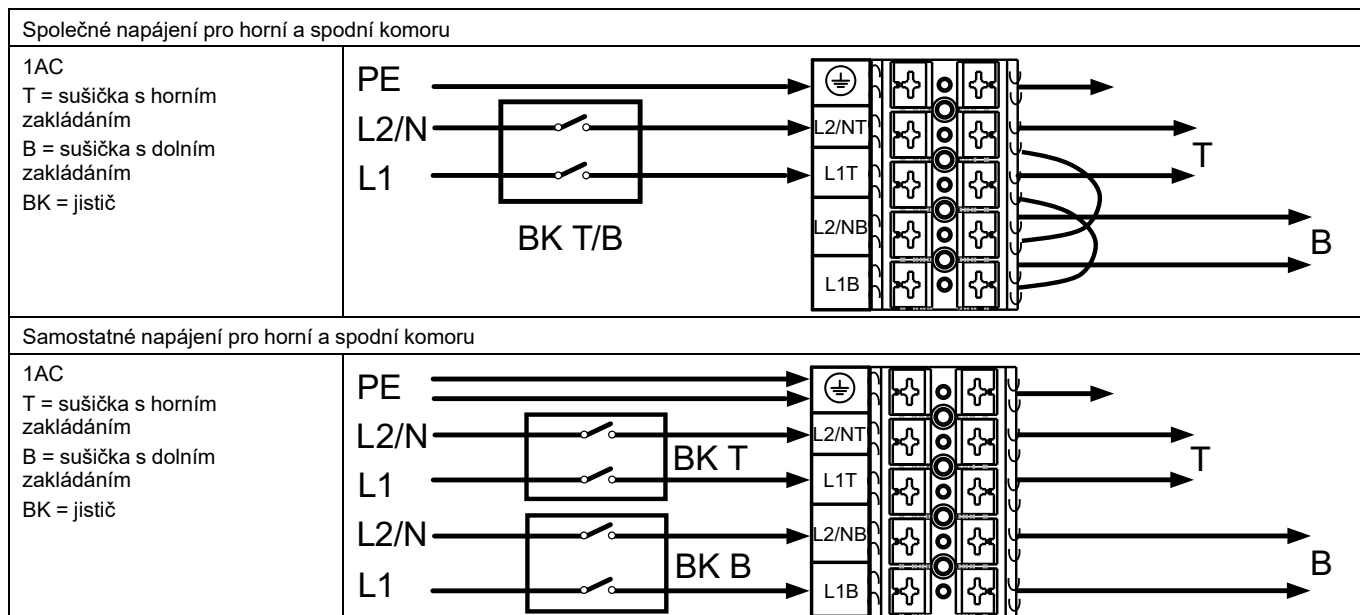 Společné napájení pro horní a spodní komoru
1AC
T = sušička s horním
zakládáním
B = sušička s dolním
zakládáním
BK = jistič
PE
L2/N
L1
BK T/B
L2/NT
L1T
L2/NB
L1B
T
B
Samostatné napájení pro horní a spodní komoru
1AC
T = sušička s horním
zakládáním
B = sušička s dolním
zakládáním
BK = jistič
PE
L2/N
L1
L2/N
L1
BK T
BK B
L2/NT
L1T
L2/NB
L1B
T
B